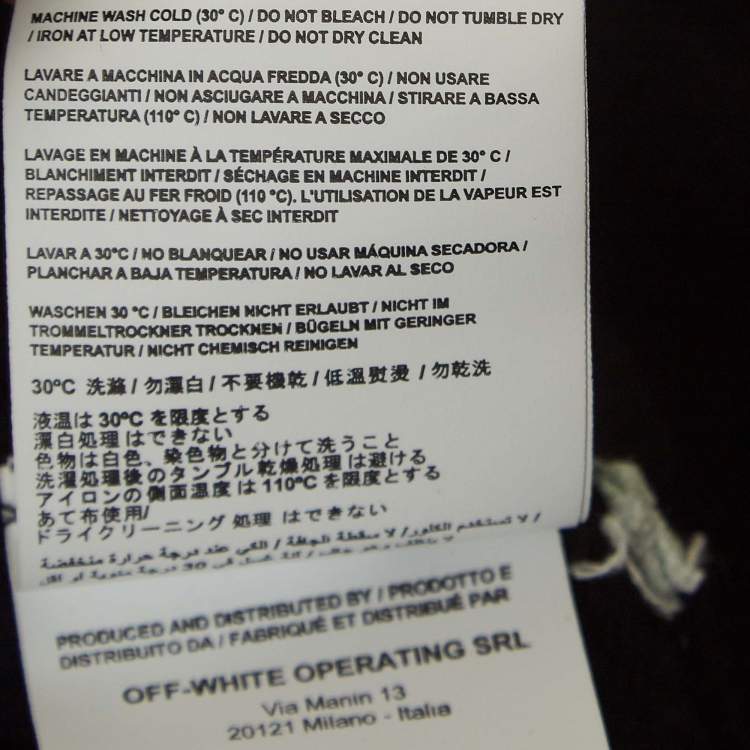 MACHINE WASH COLD (30° C) / DO NOT BLEACH / DO NOT TUMBLE DRY
/ IRON AT LOW TEMPERATURE / DO NOT DRY CLEAN
LAVARE A MACCHINA IN ACQUA FREDDA (30° C) / NON USARE
CANDEGGIANTI / NON ASCIUGARE A MACCHINA / STIRARE A BASSA
TEMPERATURA (110° C) / NON LAVARE A SECCO
LAVAGE EN MACHINE À LA TEMPÉRATURE MAXIMALE DE 30° C /
BLANCHIMENT INTERDIT / SÉCHAGE EN MACHINE INTERDIT /
REPASSAGE AU FER FROID (110 °C). L'UTILISATION DE LA VAPEUR EST
INTERDITE / NETTOYAGE À SEC INTERDIT
LAVAR A 30°C / NO BLANQUEAR / NO USAR MÁQUINA SECADORA /
PLANCHAR A BAJA TEMPERATURA / NO LAVAR AL SECO
WASCHEN 30 °C / BLEICHEN NICHT ERLAUBT / NICHT IM
TROMMELTROCKNER TROCKNEN / BÜGELN MIT GERINGER
TEMPERATUR / NICHT CHEMISCH REINIGEN
30°C 洗滌 / 勿漂白 / 不要機乾 / 低溫熨燙 / 勿乾洗
液温は 30°C を限度とする
漂白処理 はできない
色物は白色、染色物と分けて洗うこと
洗濯処理後のタンブル乾燥処理 は避ける
アイロンの側面温度 は 110°C を限度とする
あて布使用/
ドライクリーニング 処理 はできない
/ لا تستخدم الكلور / لا / الكي عند درجة حرارة منخفضة
PRODUCED AND DISTRIBUTED BY / PRODOTTO E
DISTRIBUITO DA / FABRIQUÉ ET DISTRIBUÉ PAR
OFF-WHITE OPERATING SRL
Via Manin 13
20121 Milano - Italia